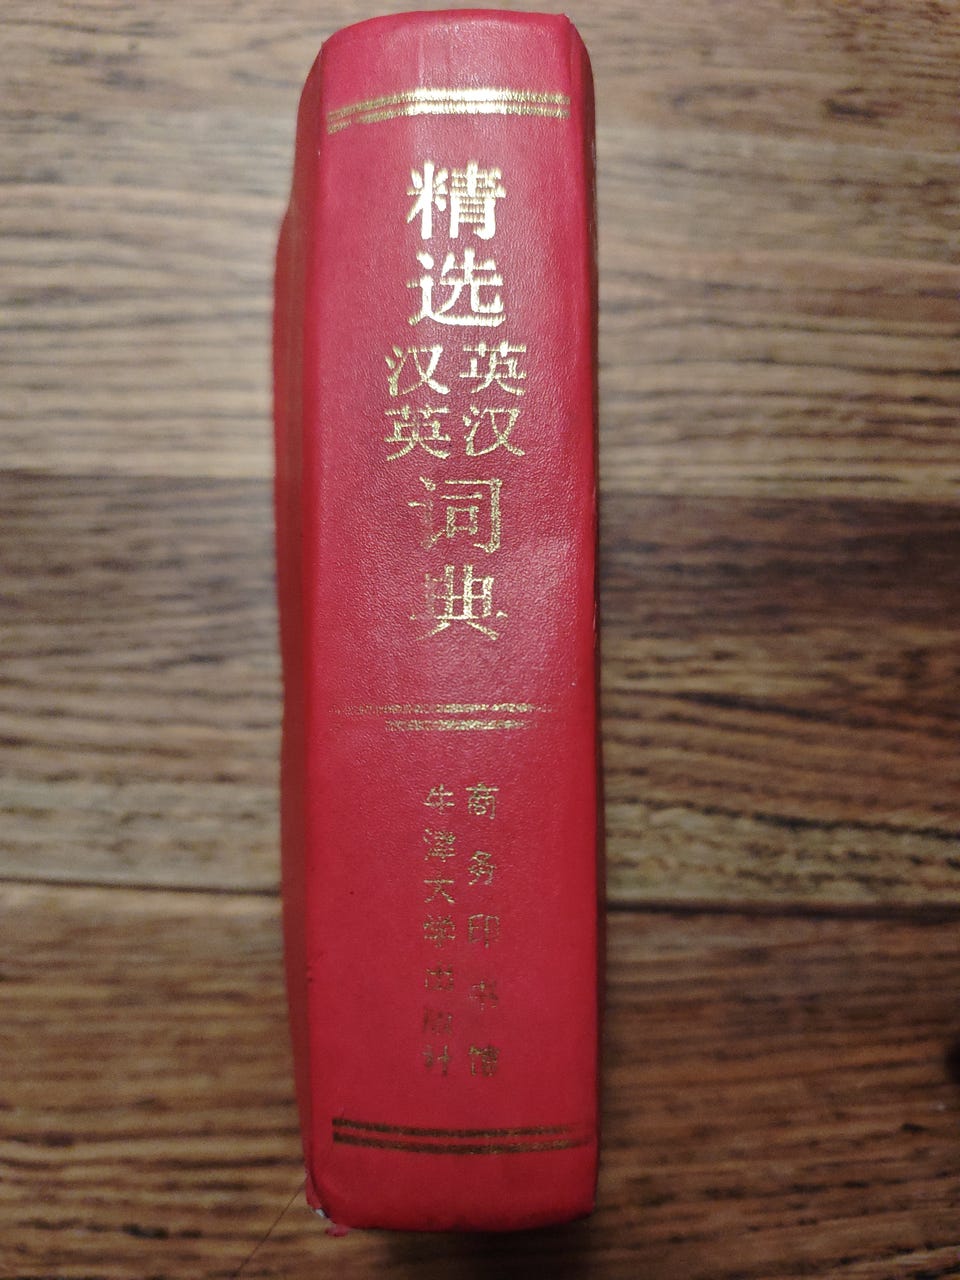 精选
英汉
汉英
词典
商务印书馆
牛津大学出版社